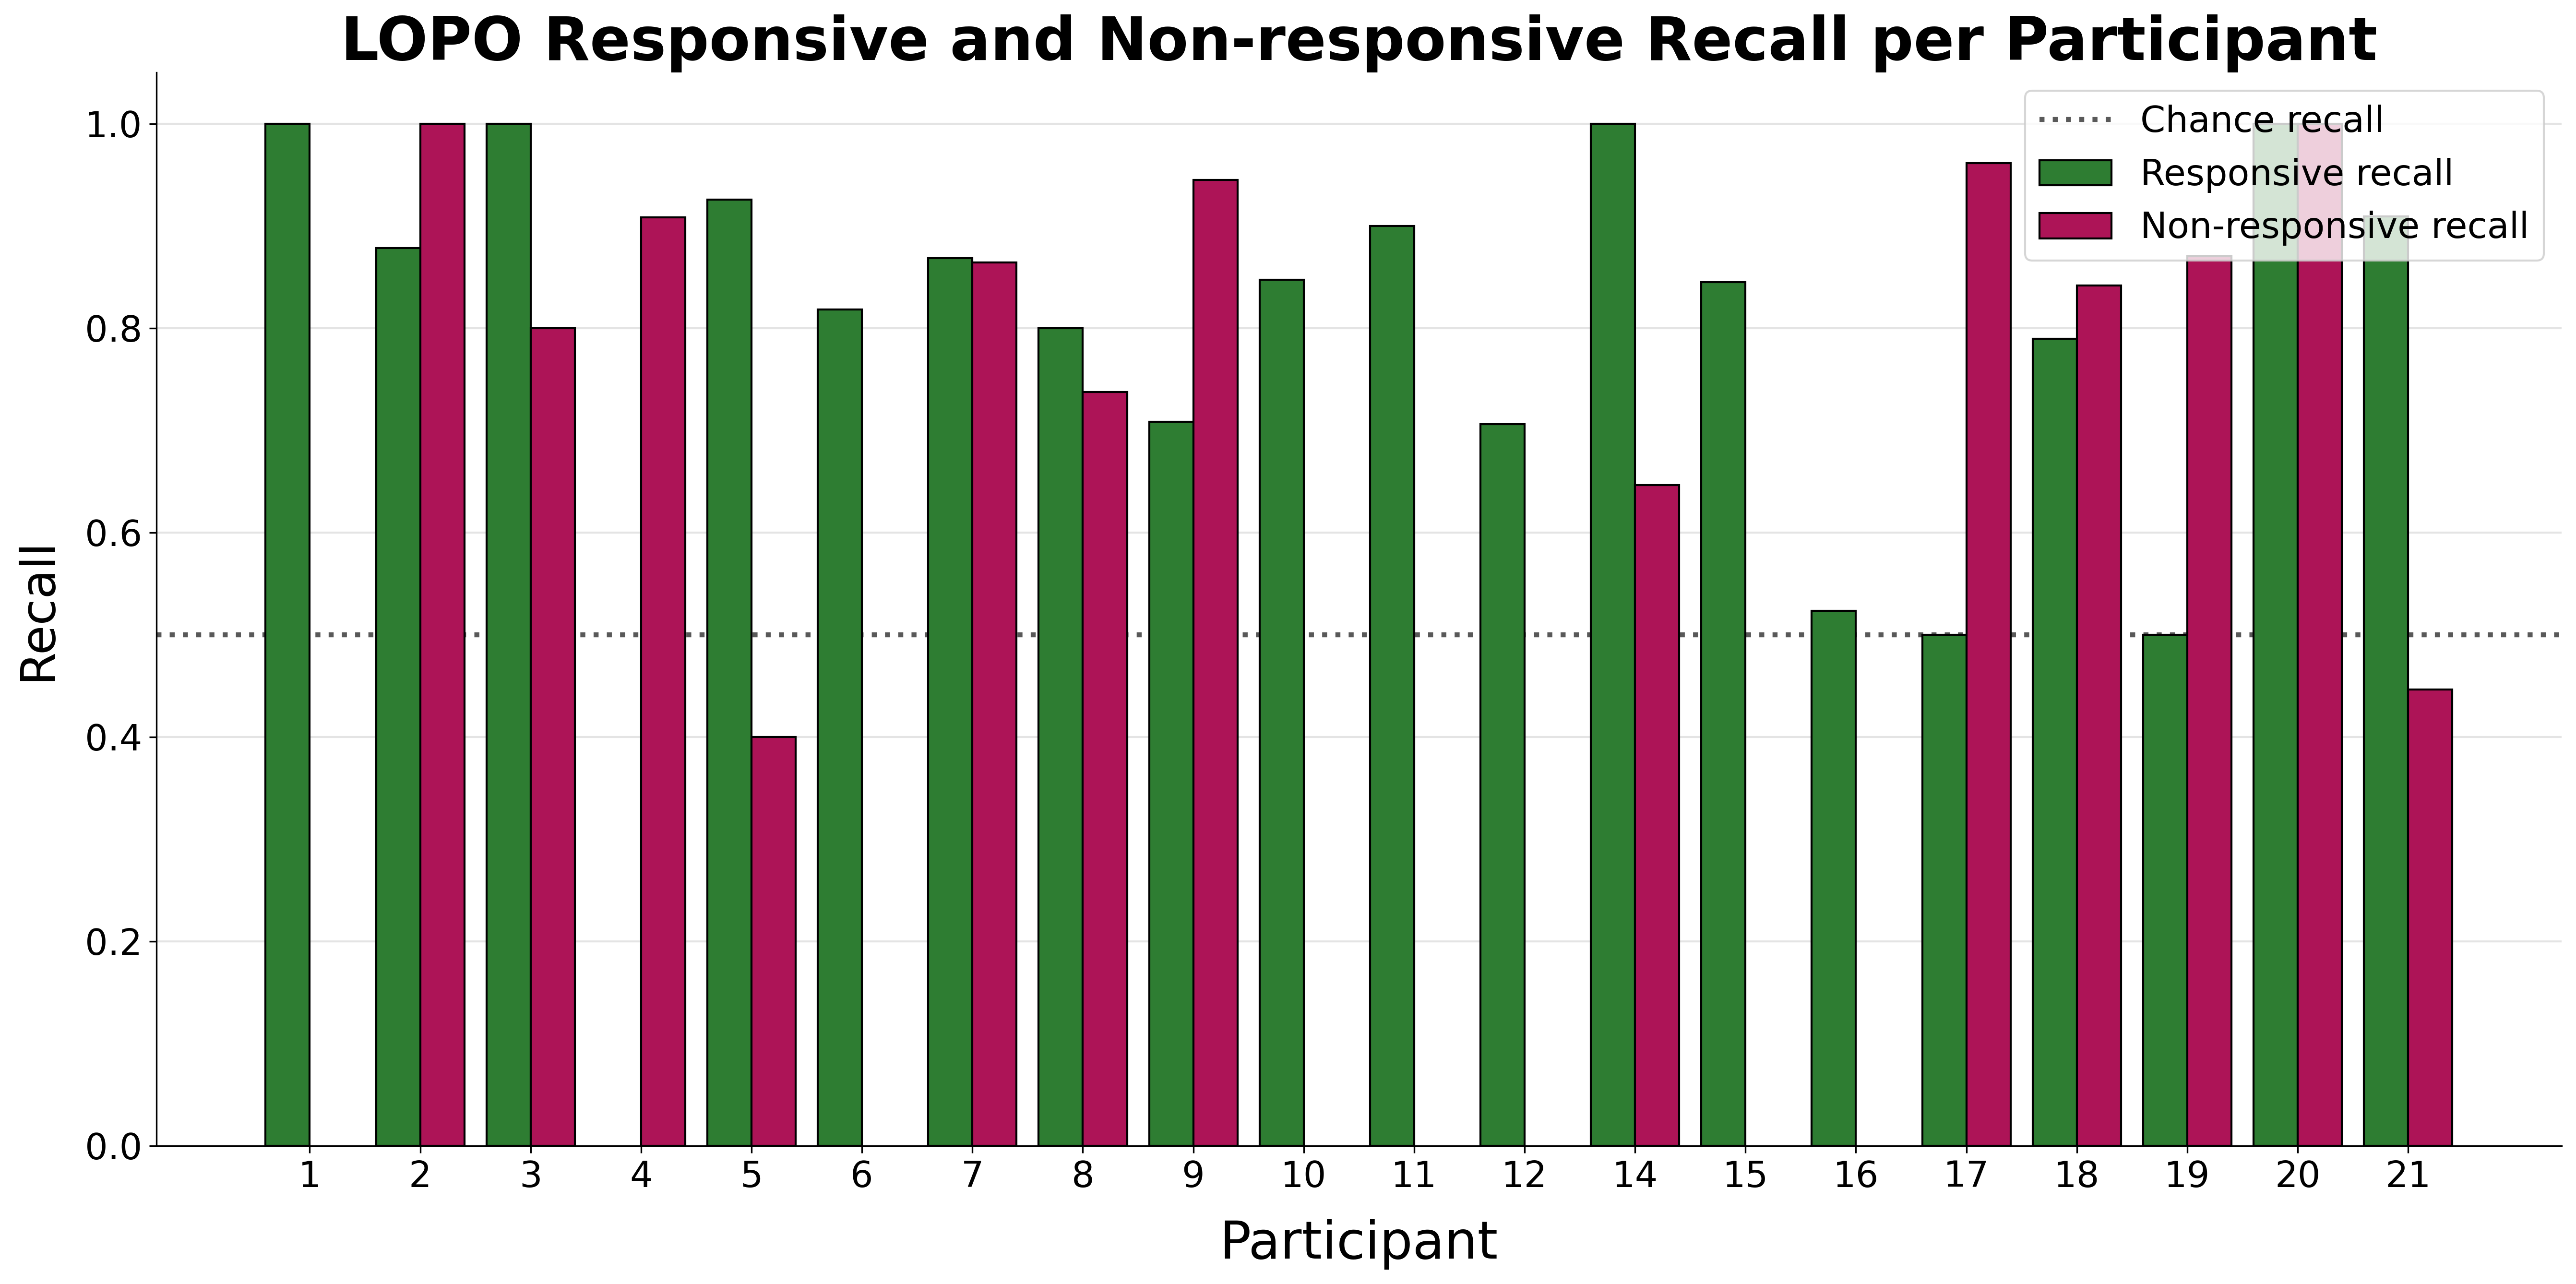 LOPO Responsive and Non-responsive Recall per Participant
Chance recall
Responsive recall
Non-responsive recall
1.0
0.8
0.6
0.4
0.2
0.0
Recall
1 2 3 4 5 6 7 8 9 10 11 12 14 15 16 17 18 19 20 21
Participant